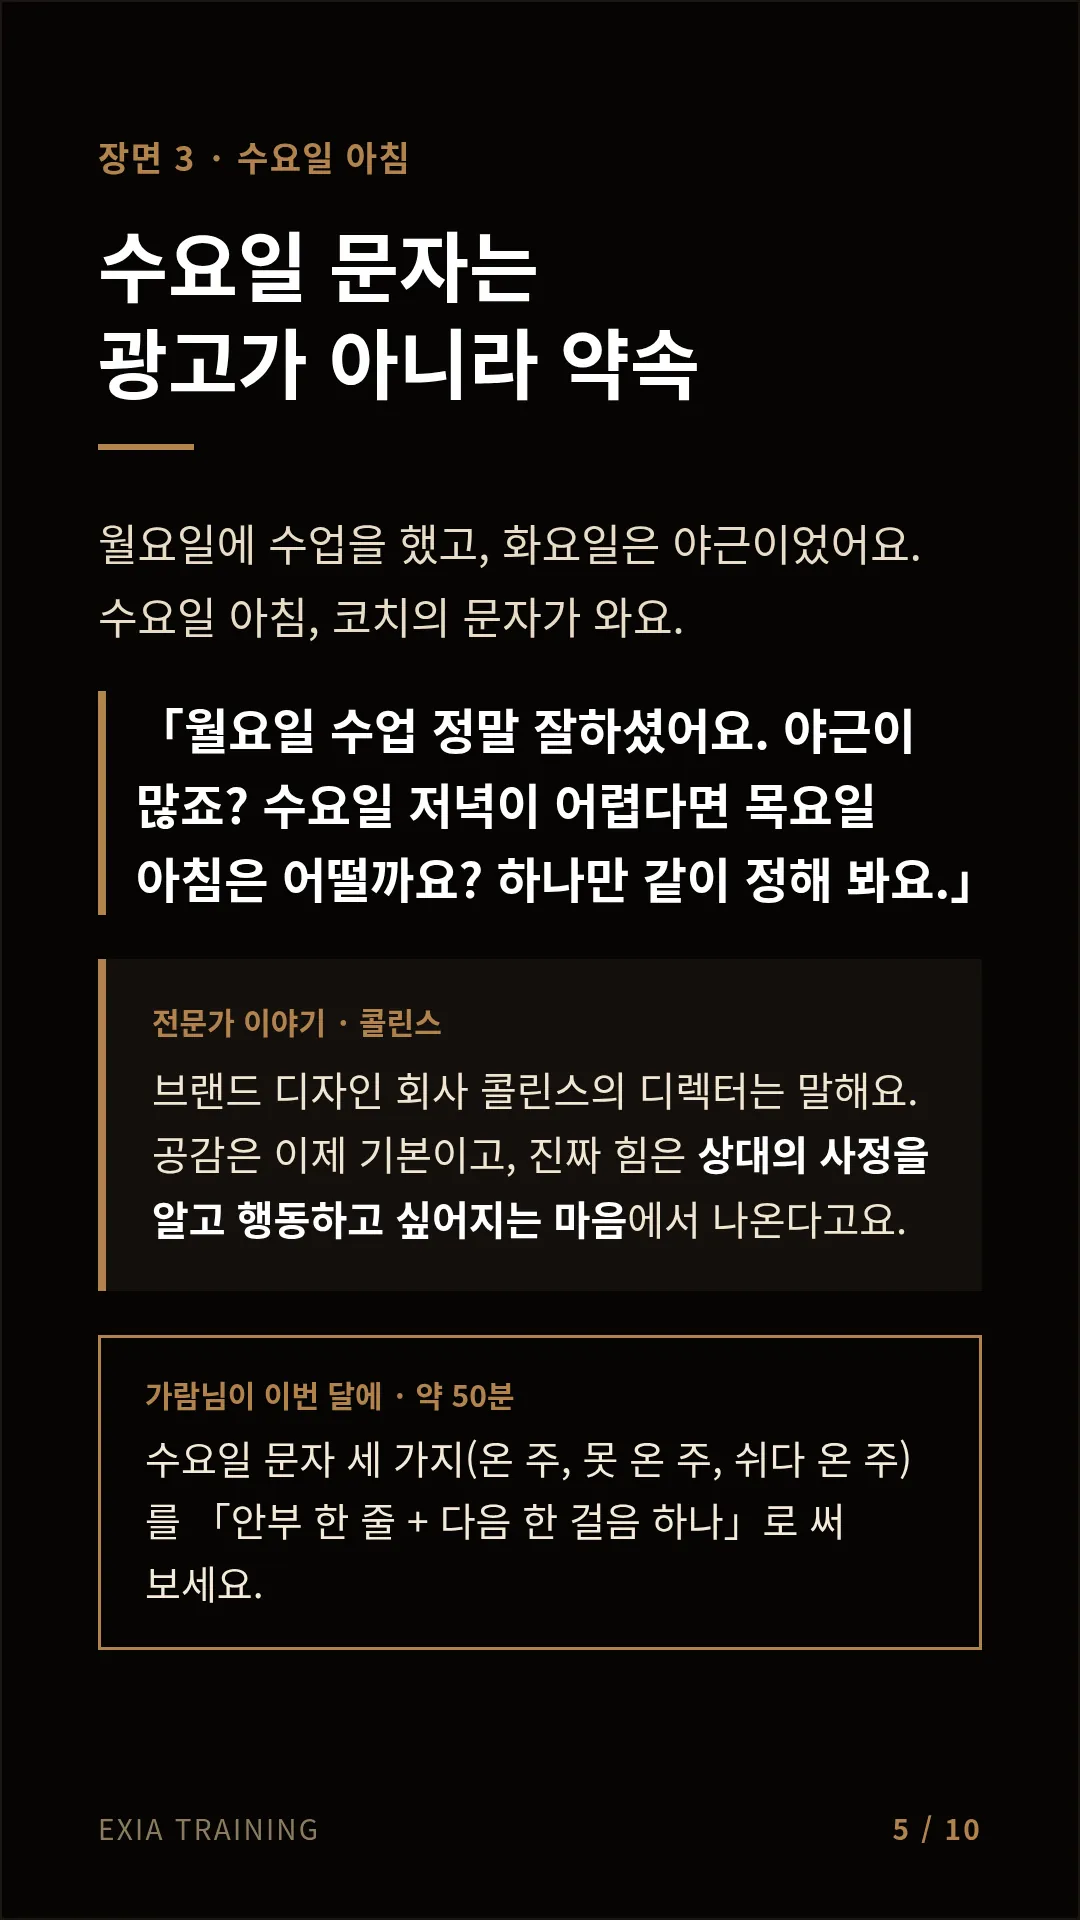 장면 3 · 수요일 아침
수요일 문자는
광고가 아니라 약속
월요일에 수업을 했고, 화요일은 야근이었어요.
수요일 아침, 코치의 문자가 와요.
「월요일 수업 정말 잘하셨어요. 야근이
많죠? 수요일 저녁이 어렵다면 목요일
아침은 어떨까요? 하나만 같이 정해 봐요.」
전문가 이야기 · 콜린스
브랜드 디자인 회사 콜린스의 디렉터는 말해요.
공감은 이제 기본이고, 진짜 힘은 상대의 사정을
알고 행동하고 싶어지는 마음에서 나온다고요.
가람님이 이번 달에 · 약 50분
수요일 문자 세 가지(온 주, 못 온 주, 쉬다 온 주)
를 「안부 한 줄 + 다음 한 걸음 하나」로 써
보세요.
EXIA TRAINING
5 / 10